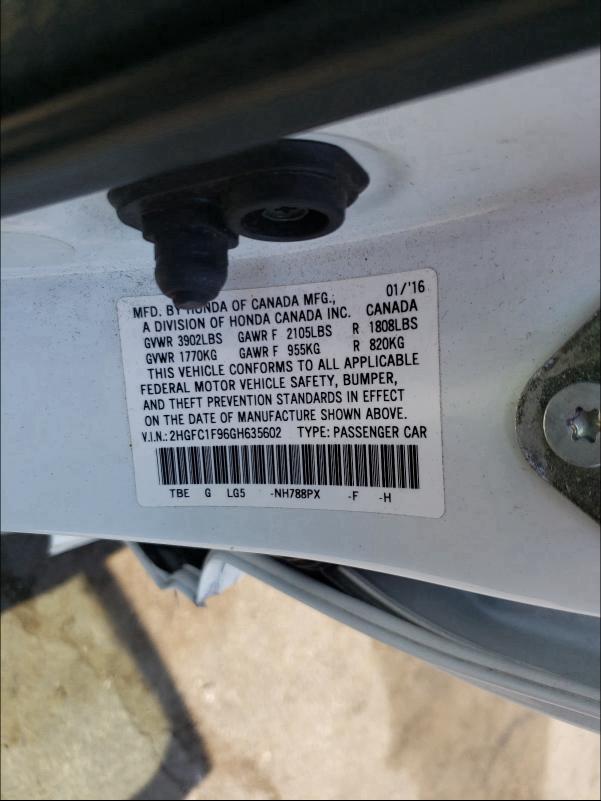 MFD. BY HONDA OF CANADA MFG., 01/'16
A DIVISION OF HONDA CANADA INC. CANADA
GVWR 3902LBS GAWR F 2105LBS R 1808LBS
GVWR 1770KG GAWR F 955KG R 820KG
THIS VEHICLE CONFORMS TO ALL APPLICABLE
FEDERAL MOTOR VEHICLE SAFETY, BUMPER,
AND THEFT PREVENTION STANDARDS IN EFFECT
ON THE DATE OF MANUFACTURE SHOWN ABOVE.
V.I.N.: 2HGFC1F96GH635602 TYPE: PASSENGER CAR
TBE G LG5 -NH788PX -F -H